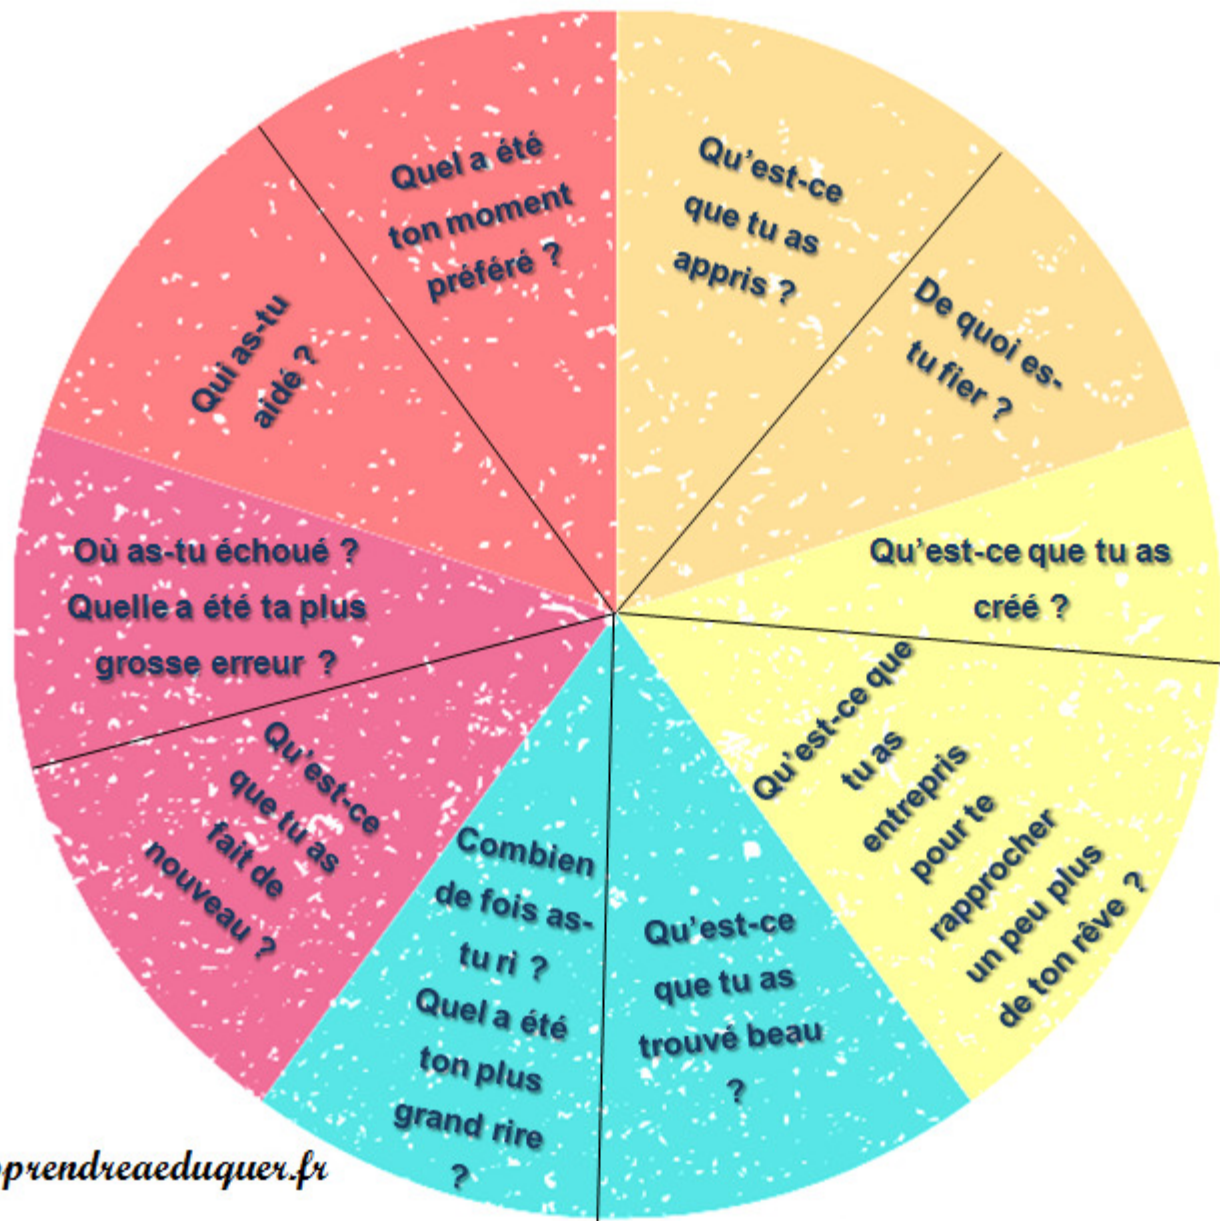 Quel a été
ton moment
préféré ?
Qu'est-ce
que tu as
appris ?
De quoi es-
tu fier ?
Qu'est-ce que tu as
créé ?
Qu'est-ce que
tu as
entrepris
pour te
rapprocher
un peu plus
de ton rêve ?
Qu'est-ce
que tu as
trouvé beau
?
Combien
de fois as-
tu ri ?
Quel a été
ton plus
grand rire
?
Qu'est-ce
que tu as
fait de
nouveau ?
Où as-tu échoué ?
Quelle a été ta plus
grosse erreur ?
Qui as-tu
aidé ?
pprendreaeduquer.fr